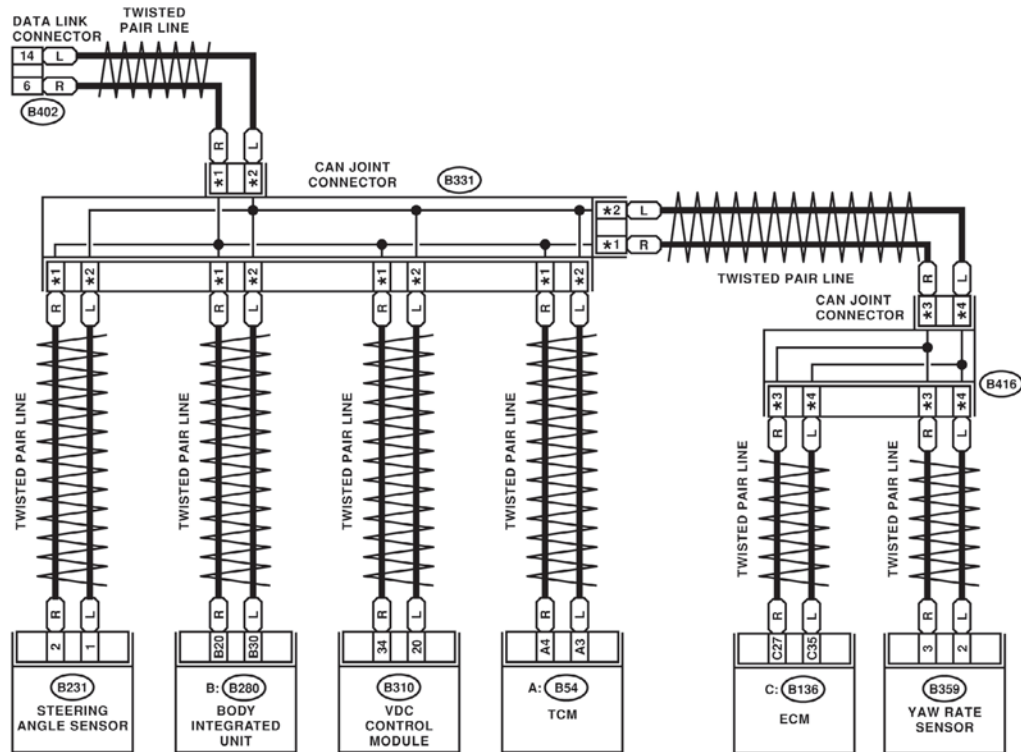 DATA LINK
CONNECTOR
TWISTED
PAIR LINE
14 L
6 R
B402
R L
*1 *2
CAN JOINT
CONNECTOR
B331
*2 L
*1 R
TWISTED PAIR LINE
R L
CAN JOINT
CONNECTOR
*3 *4
*1 *2 *1 *2 *1 *2 *1 *2
R L R L R L R L
B416
*3 *4 *3 *4
R L R L
TWISTED PAIR LINE
TWISTED PAIR LINE
TWISTED PAIR LINE
TWISTED PAIR LINE
TWISTED PAIR LINE
TWISTED PAIR LINE
R L R L R L R L R L R L
2 1 B20 B30 34 20 A4 A3 C27 C35 3 2
B231
STEERING
ANGLE SENSOR
B: B280
BODY
INTEGRATED
UNIT
B310
VDC
CONTROL
MODULE
A: B54
TCM
C: B136
ECM
B359
YAW RATE
SENSOR